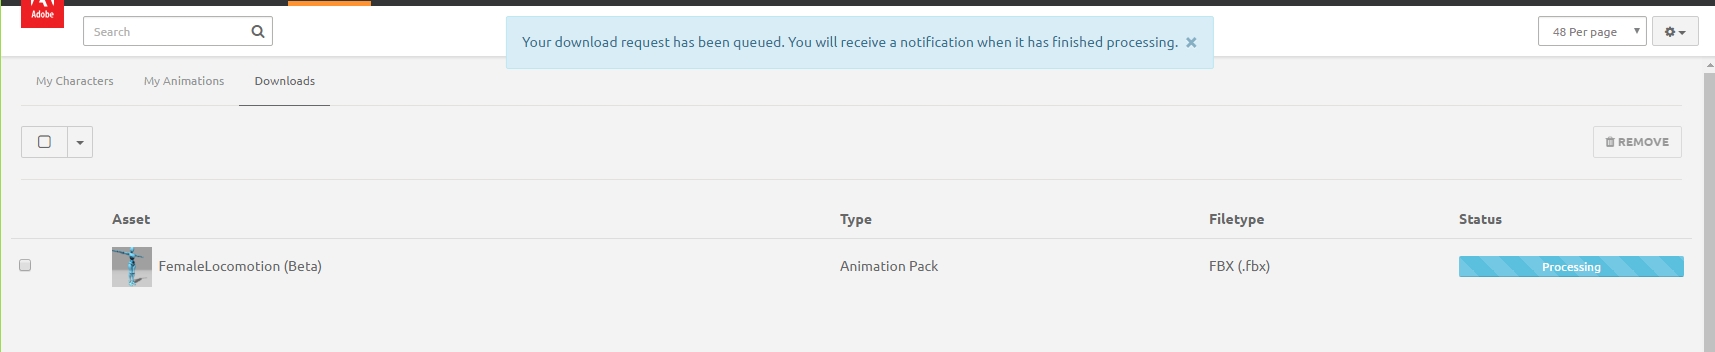 Adobe
Search
Your download request has been queued. You will receive a notification when it has finished processing. ×
48 Per page
My Characters My Animations Downloads
REMOVE
Asset Type Filetype Status
FemaleLocomotion (Beta) Animation Pack FBX (.fbx) Processing